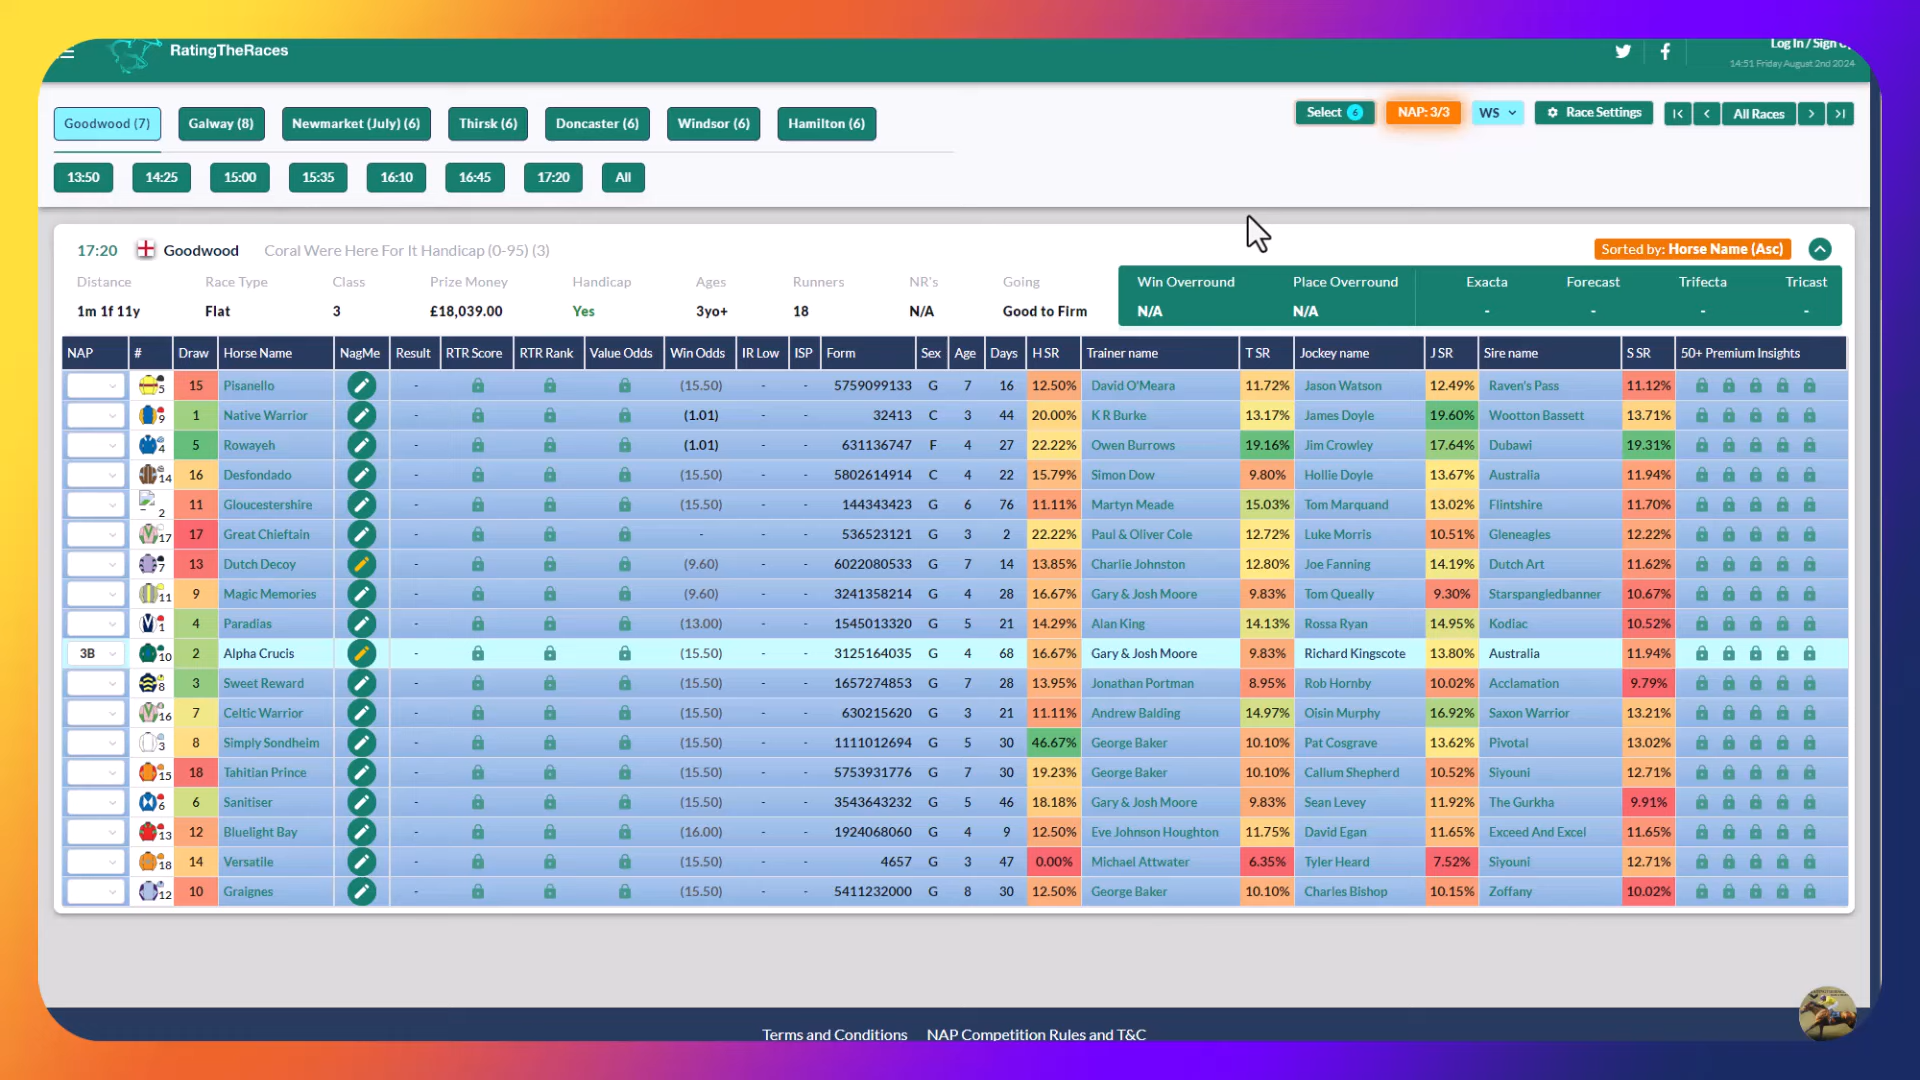 RatingTheRaces
Log In / Sign
14:51 Friday August 2nd 2024
Goodwood (7) Galway (8) Newmarket (July) (6) Thirsk (6) Doncaster (6) Windsor (6) Hamilton (6)
Select 6 NAP: 3/3 WS Race Settings All Races
13:50 14:25 15:00 15:35 16:10 16:45 17:20 All
17:20 Goodwood Coral Were Here For It Handicap (0-95) (3) Sorted by: Horse Name (Asc)
Distance Race Type Class Prize Money Handicap Ages Runners NR's Going Win Overround Place Overround Exacta Forecast Trifecta Tricast
1m 1f 11y Flat 3 £18,039.00 Yes 3yo+ 18 N/A Good to Firm N/A N/A - - - -
NAP # Draw Horse Name NagMe Result RTR Score RTR Rank Value Odds Win Odds IR Low ISP Form Sex Age Days H SR Trainer name T SR Jockey name J SR Sire name S SR 50+ Premium Insights
5 15 Pisanello - (15.50) - - 5759099133 G 7 16 12.50% David O'Meara 11.72% Jason Watson 12.49% Raven's Pass 11.12%
9 1 Native Warrior - (1.01) - - 32413 C 3 44 20.00% K R Burke 13.17% James Doyle 19.60% Wootton Bassett 13.71%
4 5 Rowayeh - (1.01) - - 631136747 F 4 27 22.22% Owen Burrows 19.16% Jim Crowley 17.64% Dubawi 19.31%
14 16 Desfondado - (15.50) - - 5802614914 C 4 22 15.79% Simon Dow 9.80% Hollie Doyle 13.67% Australia 11.94%
2 11 Gloucestershire - (15.50) - - 144343423 G 6 76 11.11% Martyn Meade 15.03% Tom Marquand 13.02% Flintshire 11.70%
17 17 Great Chieftain - - - - 536523121 G 3 2 22.22% Paul & Oliver Cole 12.72% Luke Morris 10.51% Gleneagles 12.22%
7 13 Dutch Decoy - (9.60) - - 6022080533 G 7 14 13.85% Charlie Johnston 12.80% Joe Fanning 14.19% Dutch Art 11.62%
11 9 Magic Memories - (9.60) - - 3241358214 G 4 28 16.67% Gary & Josh Moore 9.83% Tom Queally 9.30% Starspangledbanner 10.67%
1 4 Paradias - (13.00) - - 1545013320 G 5 21 14.29% Alan King 14.13% Rossa Ryan 14.95% Kodiac 10.52%
3B 10 2 Alpha Crucis - (15.50) - - 3125164035 G 4 68 16.67% Gary & Josh Moore 9.83% Richard Kingscote 13.80% Australia 11.94%
8 3 Sweet Reward - (15.50) - - 1657274853 G 7 28 13.95% Jonathan Portman 8.95% Rob Hornby 10.02% Acclamation 9.79%
16 7 Celtic Warrior - (15.50) - - 630215620 G 3 21 11.11% Andrew Balding 14.97% Oisin Murphy 16.92% Saxon Warrior 13.21%
3 8 Simply Sondheim - (15.50) - - 1111012694 G 5 30 46.67% George Baker 10.10% Pat Cosgrave 13.62% Pivotal 13.02%
15 18 Tahitian Prince - (15.50) - - 5753931776 G 7 30 19.23% George Baker 10.10% Callum Shepherd 10.52% Siyouni 12.71%
6 6 Sanitiser - (15.50) - - 3543643232 G 5 46 18.18% Gary & Josh Moore 9.83% Sean Levey 11.92% The Gurkha 9.91%
13 12 Bluelight Bay - (16.00) - - 1924068060 G 4 9 12.50% Eve Johnson Houghton 11.75% David Egan 11.65% Exceed And Excel 11.65%
18 14 Versatile - (15.50) - - 4657 G 3 47 0.00% Michael Attwater 6.35% Tyler Heard 7.52% Siyouni 12.71%
12 10 Graignes - (15.50) - - 5411232000 G 8 30 12.50% George Baker 10.10% Charles Bishop 10.15% Zoffany 10.02%
Terms and Conditions NAP Competition Rules and T&C